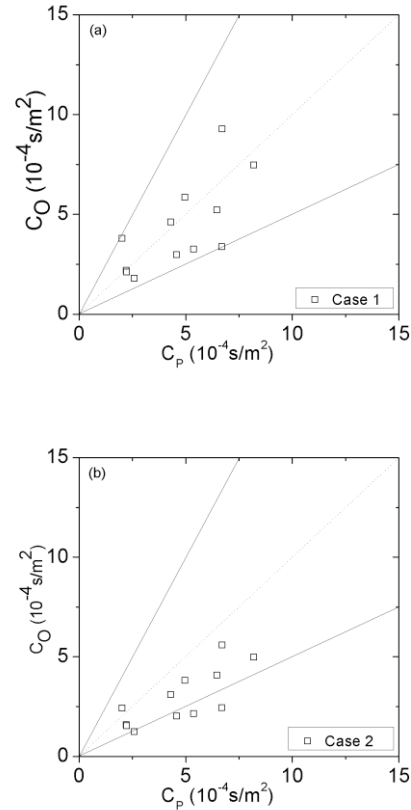 (a)
15
10
5
0
C_O (10^-4 s/m^2)
0 5 10 15
C_P (10^-4 s/m^2)
Case 1
(b)
15
10
5
0
C_O (10^-4 s/m^2)
0 5 10 15
C_P (10^-4 s/m^2)
Case 2